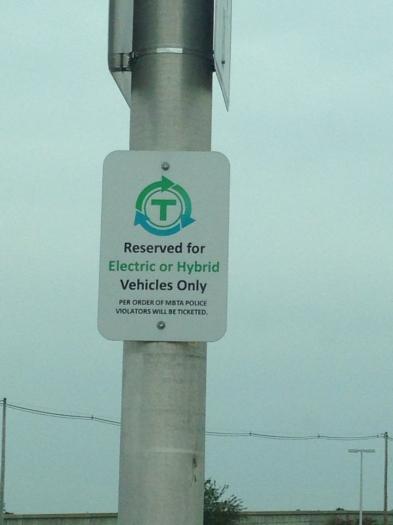 T
Reserved for
Electric or Hybrid
Vehicles Only
PER ORDER OF MBTA POLICE
VIOLATORS WILL BE TICKETED.